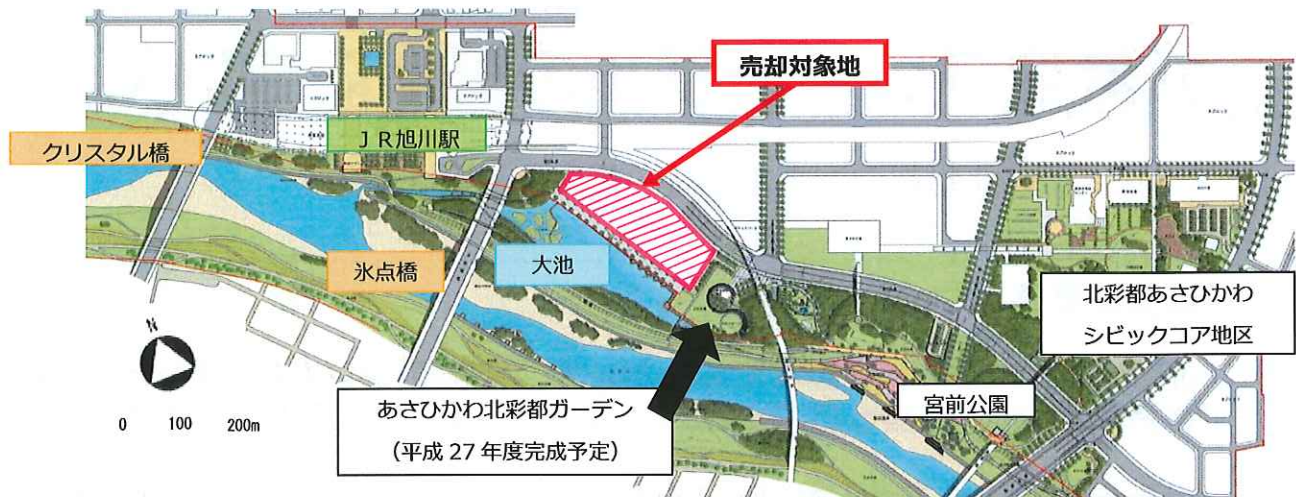 売却対象地
JR旭川駅
クリスタル橋
氷点橋
大池
北彩都あさひかわ
シビックコア地区
宮前公園
あさひかわ北彩都ガーデン
(平成27年度完成予定)
N
0 100 200m